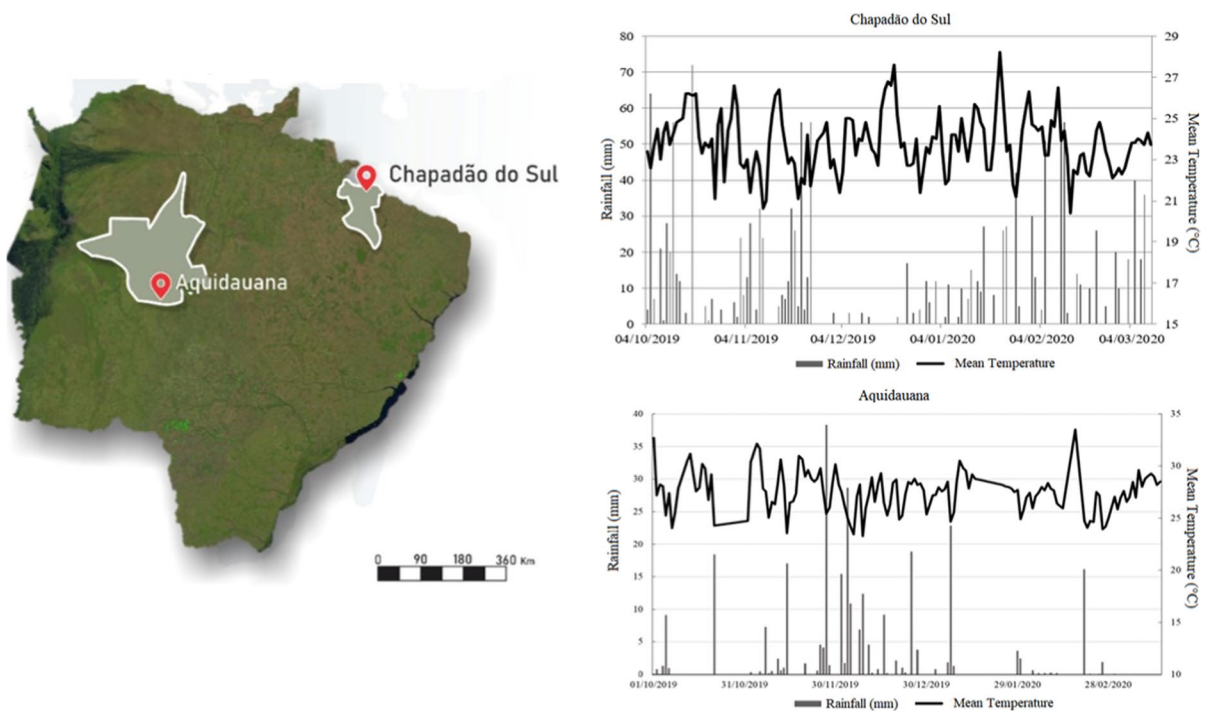 Chapadão do Sul
Aquidauana
0 90 180 360 Km
Chapadão do Sul
Rainfall (mm)
80
70
60
50
40
30
20
10
0
29
27
25
23
21
19
17
15
Mean Temperature (°C)
04/10/2019 04/11/2019 04/12/2019 04/01/2020 04/02/2020 04/03/2020
Rainfall (mm) Mean Temperature
Aquidauana
Rainfall (mm)
40
35
30
25
20
15
10
5
0
35
30
25
20
15
10
Mean Temperature (°C)
01/10/2019 31/10/2019 30/11/2019 30/12/2019 29/01/2020 28/02/2020
Rainfall (mm) Mean Temperature